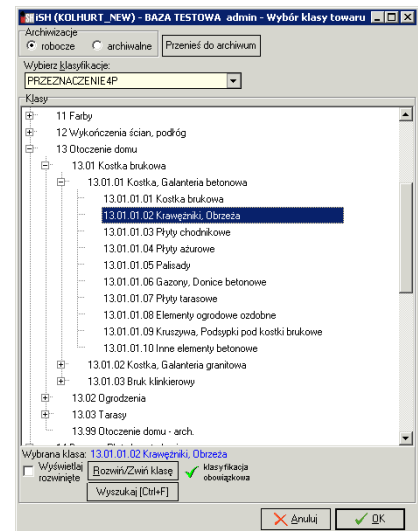 iSH (KOLHURT_NEW) - BAZA TESTOWA admin - Wybór klasy towaru
Archiwizacje
robocze archiwalne Przenieś do archiwum
Wybierz klasyfikacje:
PRZEZNACZENIE4P
Klasy
11 Farby
12 Wykończenia ścian, podłóg
13 Otoczenie domu
13.01 Kostka brukowa
13.01.01 Kostka, Galanteria betonowa
13.01.01.01 Kostka brukowa
13.01.01.02 Krawężniki, Obrzeża
13.01.01.03 Płyty chodnikowe
13.01.01.04 Płyty ażurowe
13.01.01.05 Palisady
13.01.01.06 Gazony, Donice betonowe
13.01.01.07 Płyty tarasowe
13.01.01.08 Elementy ogrodowe ozdobne
13.01.01.09 Kruszywa, Podsypki pod kostki brukowe
13.01.01.10 Inne elementy betonowe
13.01.02 Kostka, Galanteria granitowa
13.01.03 Bruk klinkierowy
13.02 Ogrodzenia
13.03 Tarasy
13.99 Otoczenie domu - arch.
Wybrana klasa: 13.01.01.02 Krawężniki, Obrzeża
Wyświetlaj rozwinięte
Rozwiń/Zwiń klasę
klasyfikacja obowiązkowa
Wyszukaj [Ctrl+F]
Anuluj OK